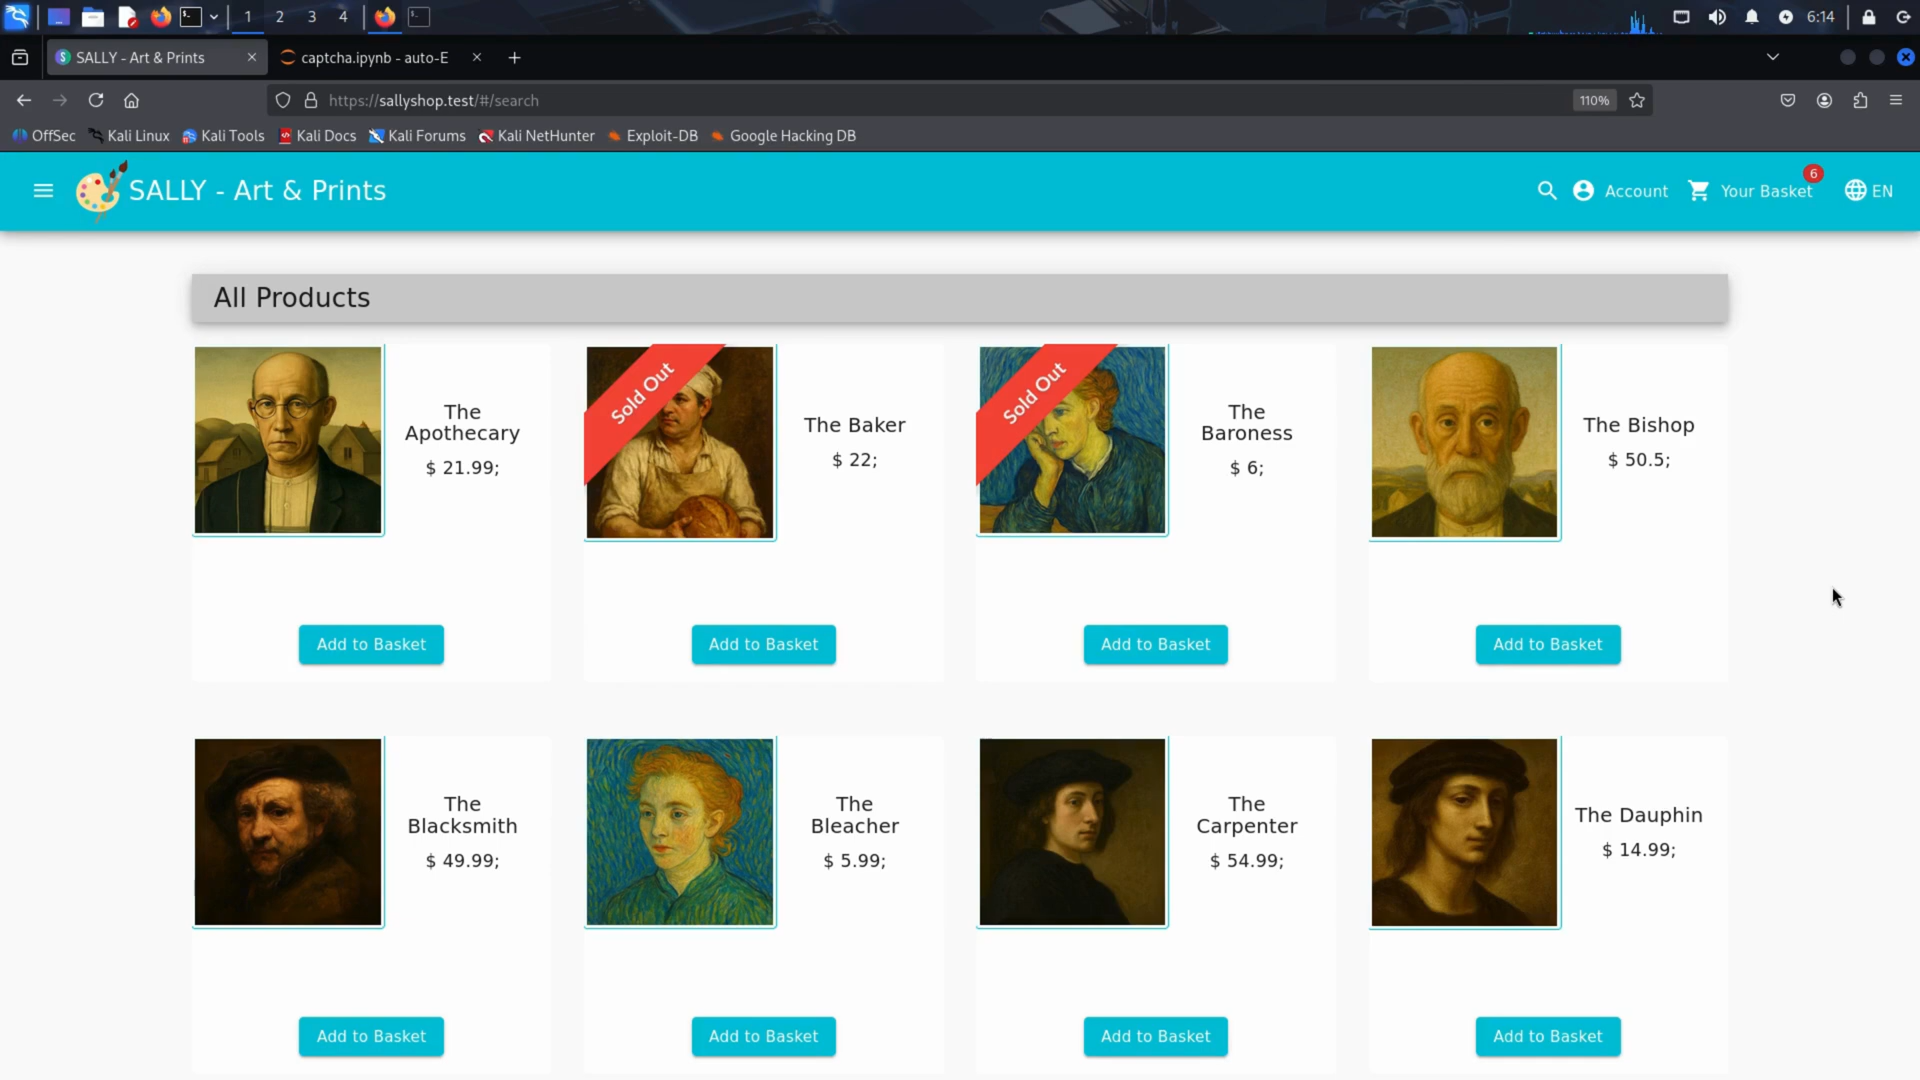 1 2 3 4 6:14
SALLY - Art & Prints captcha.ipynb - auto-E
https://sallyshop.test/#/search 110%
OffSec Kali Linux Kali Tools Kali Docs Kali Forums Kali NetHunter Exploit-DB Google Hacking DB
SALLY - Art & Prints Account Your Basket 6 EN
All Products
Sold Out
Sold Out
The
Apothecary
$ 21.99;
The Baker
$ 22;
The
Baroness
$ 6;
The Bishop
$ 50.5;
Add to Basket Add to Basket Add to Basket Add to Basket
The
Blacksmith
$ 49.99;
The
Bleacher
$ 5.99;
The
Carpenter
$ 54.99;
The Dauphin
$ 14.99;
Add to Basket Add to Basket Add to Basket Add to Basket